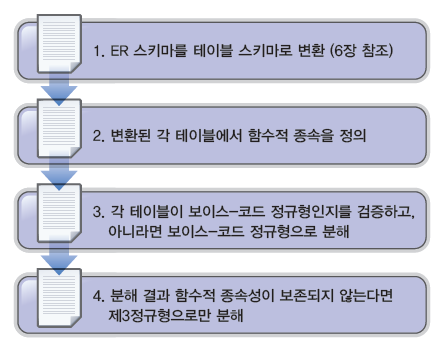 1. ER 스키마를 테이블 스키마로 변환 (6장 참조)
2. 변환된 각 테이블에서 함수적 종속을 정의
3. 각 테이블이 보이스-코드 정규형인지를 검증하고,
아니라면 보이스-코드 정규형으로 분해
4. 분해 결과 함수적 종속성이 보존되지 않는다면
제3정규형으로만 분해